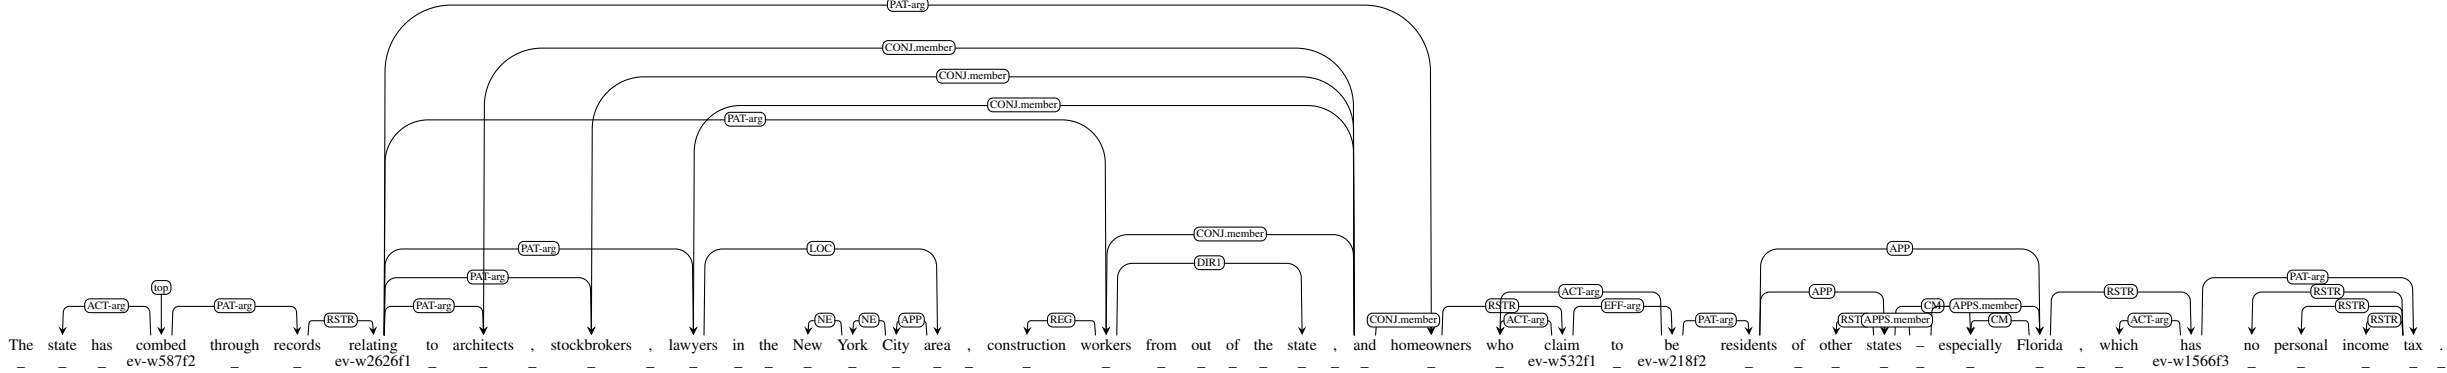 PAT-arg
CONJ.member
CONJ.member
CONJ.member
PAT-arg
CONJ.member
PAT-arg LOC APP
DIR1
PAT-arg PAT-arg
top ACT-arg APP RSTR RSTR
ACT-arg PAT-arg PAT-arg RSTR EFF-arg CM APPS.member RSTR
RSTR NE NE APP REG CONJ.member ACT-arg PAT-arg RST APPS.member CM ACT-arg RSTR
The state has combed through records relating to architects , stockbrokers , lawyers in the New York City area , construction workers from out of the state , and homeowners who claim to be residents of other states – especially Florida , which has no personal income tax .
_ _ _ ev-w587f2 _ _ ev-w2626f1 _ _ _ _ _ _ _ _ _ _ _ _ _ _ _ _ _ _ _ _ _ _ _ _ ev-w532f1 _ ev-w218f2 _ _ _ _ _ _ _ _ _ ev-w1566f3 _ _ _ _ _